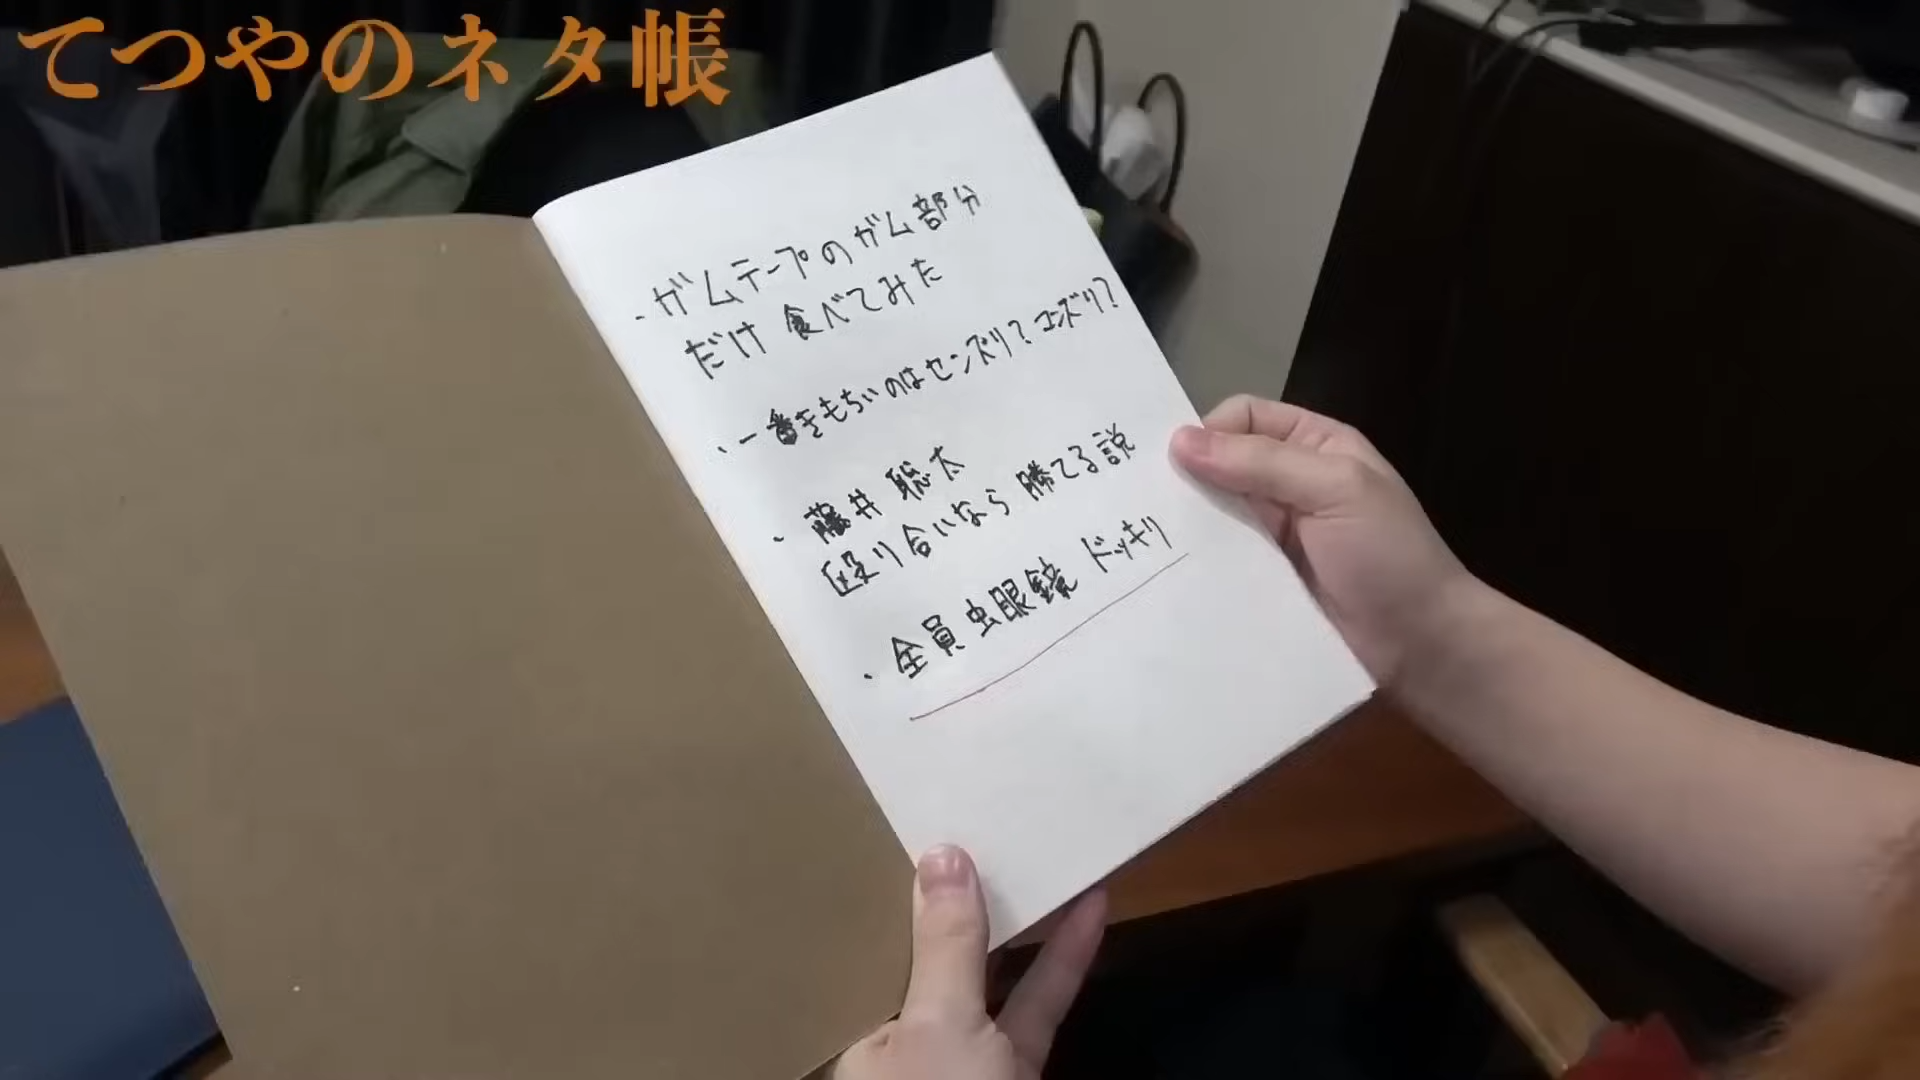 てつやのネタ帳
・ガムテープのガム部分
だけ食べてみた
・一番きもちいのはセンズリ?コンズリ?
・藤井聡太
殴り合いなら勝てる説
・全員虫眼鏡ドッキリ